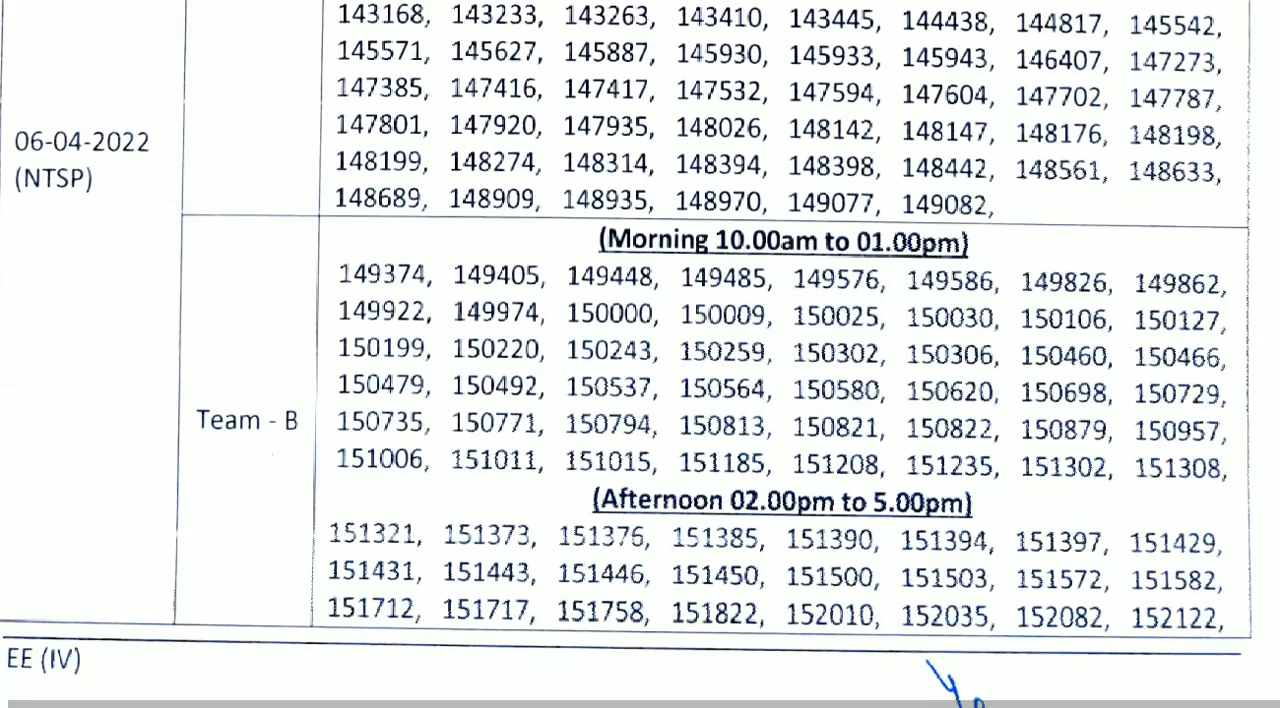 143168, 143233, 143263, 143410, 143445, 144438, 144817, 145542,
145571, 145627, 145887, 145930, 145933, 145943, 146407, 147273,
147385, 147416, 147417, 147532, 147594, 147604, 147702, 147787,
147801, 147920, 147935, 148026, 148142, 148147, 148176, 148198,
148199, 148274, 148314, 148394, 148398, 148442, 148561, 148633,
148689, 148909, 148935, 148970, 149077, 149082,
06-04-2022
(NTSP)
Team - B
(Morning 10.00am to 01.00pm)
149374, 149405, 149448, 149485, 149576, 149586, 149826, 149862,
149922, 149974, 150000, 150009, 150025, 150030, 150106, 150127,
150199, 150220, 150243, 150259, 150302, 150306, 150460, 150466,
150479, 150492, 150537, 150564, 150580, 150620, 150698, 150729,
150735, 150771, 150794, 150813, 150821, 150822, 150879, 150957,
151006, 151011, 151015, 151185, 151208, 151235, 151302, 151308,
(Afternoon 02.00pm to 5.00pm)
151321, 151373, 151376, 151385, 151390, 151394, 151397, 151429,
151431, 151443, 151446, 151450, 151500, 151503, 151572, 151582,
151712, 151717, 151758, 151822, 152010, 152035, 152082, 152122,
EE (IV)